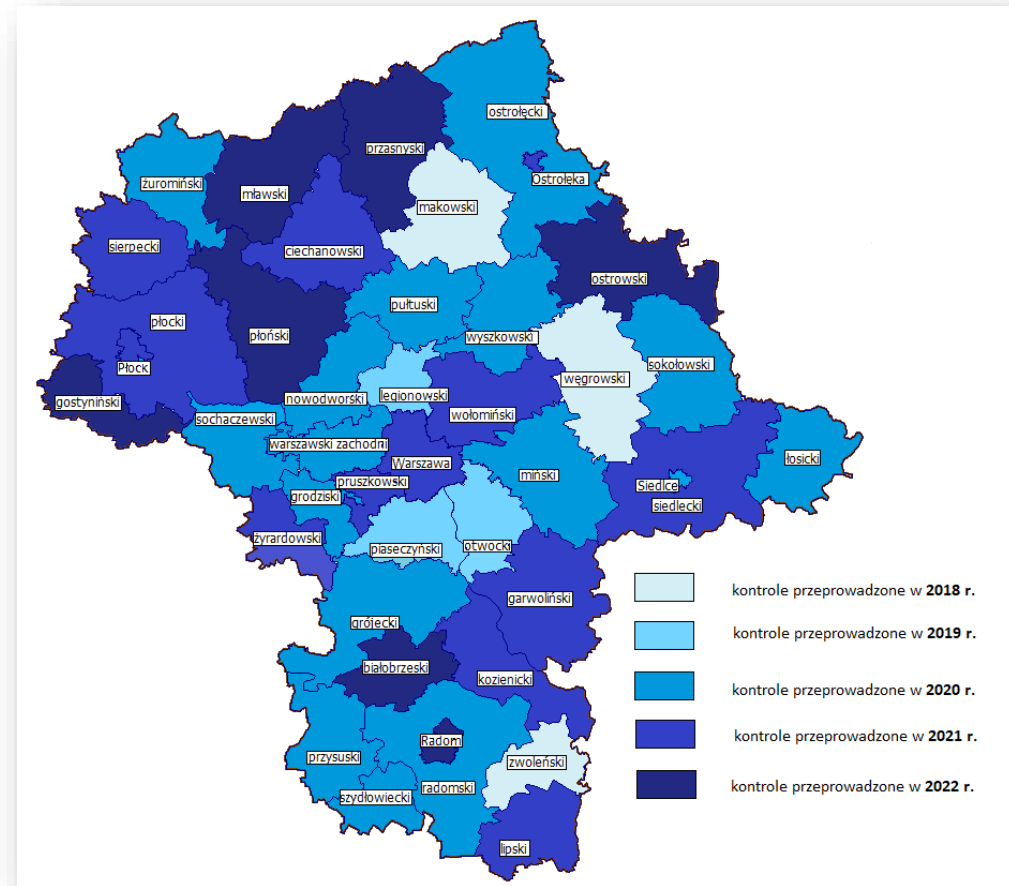 ostrołęcki
przasnyski
Ostrołęka
żuromiński
mławski
makowski
sierpecki
ciechanowski
ostrowski
pułtuski
płocki
płoński
wyszkowski
Płock
sokołowski
węgrowski
gostyniński
nowodworski
legionowski
sochaczewski
wołomiński
warszawski zachodni
Warszawa
łosicki
miński
pruszkowski
Siedlce
grodziski
siedlecki
żyrardowski
piaseczyński
otwocki
garwoliński
grójecki
białobrzeski
kozienicki
Radom
przysuski
zwoleński
radomski
szydłowiecki
lipski
kontrole przeprowadzone w 2018 r.
kontrole przeprowadzone w 2019 r.
kontrole przeprowadzone w 2020 r.
kontrole przeprowadzone w 2021 r.
kontrole przeprowadzone w 2022 r.